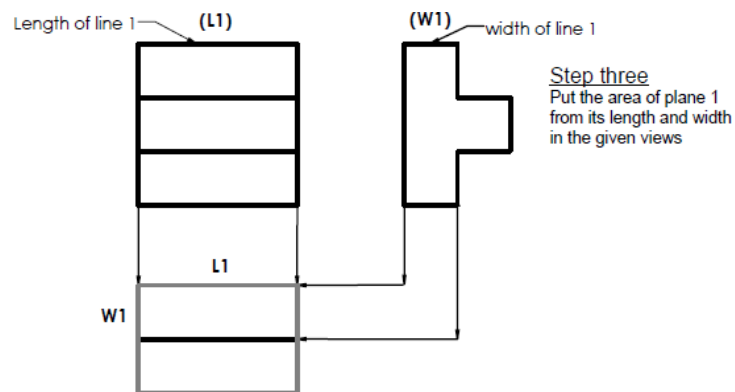 Length of line 1
(L1)
(W1)
width of line 1
Step three
Put the area of plane 1
from its length and width
in the given views
L1
W1